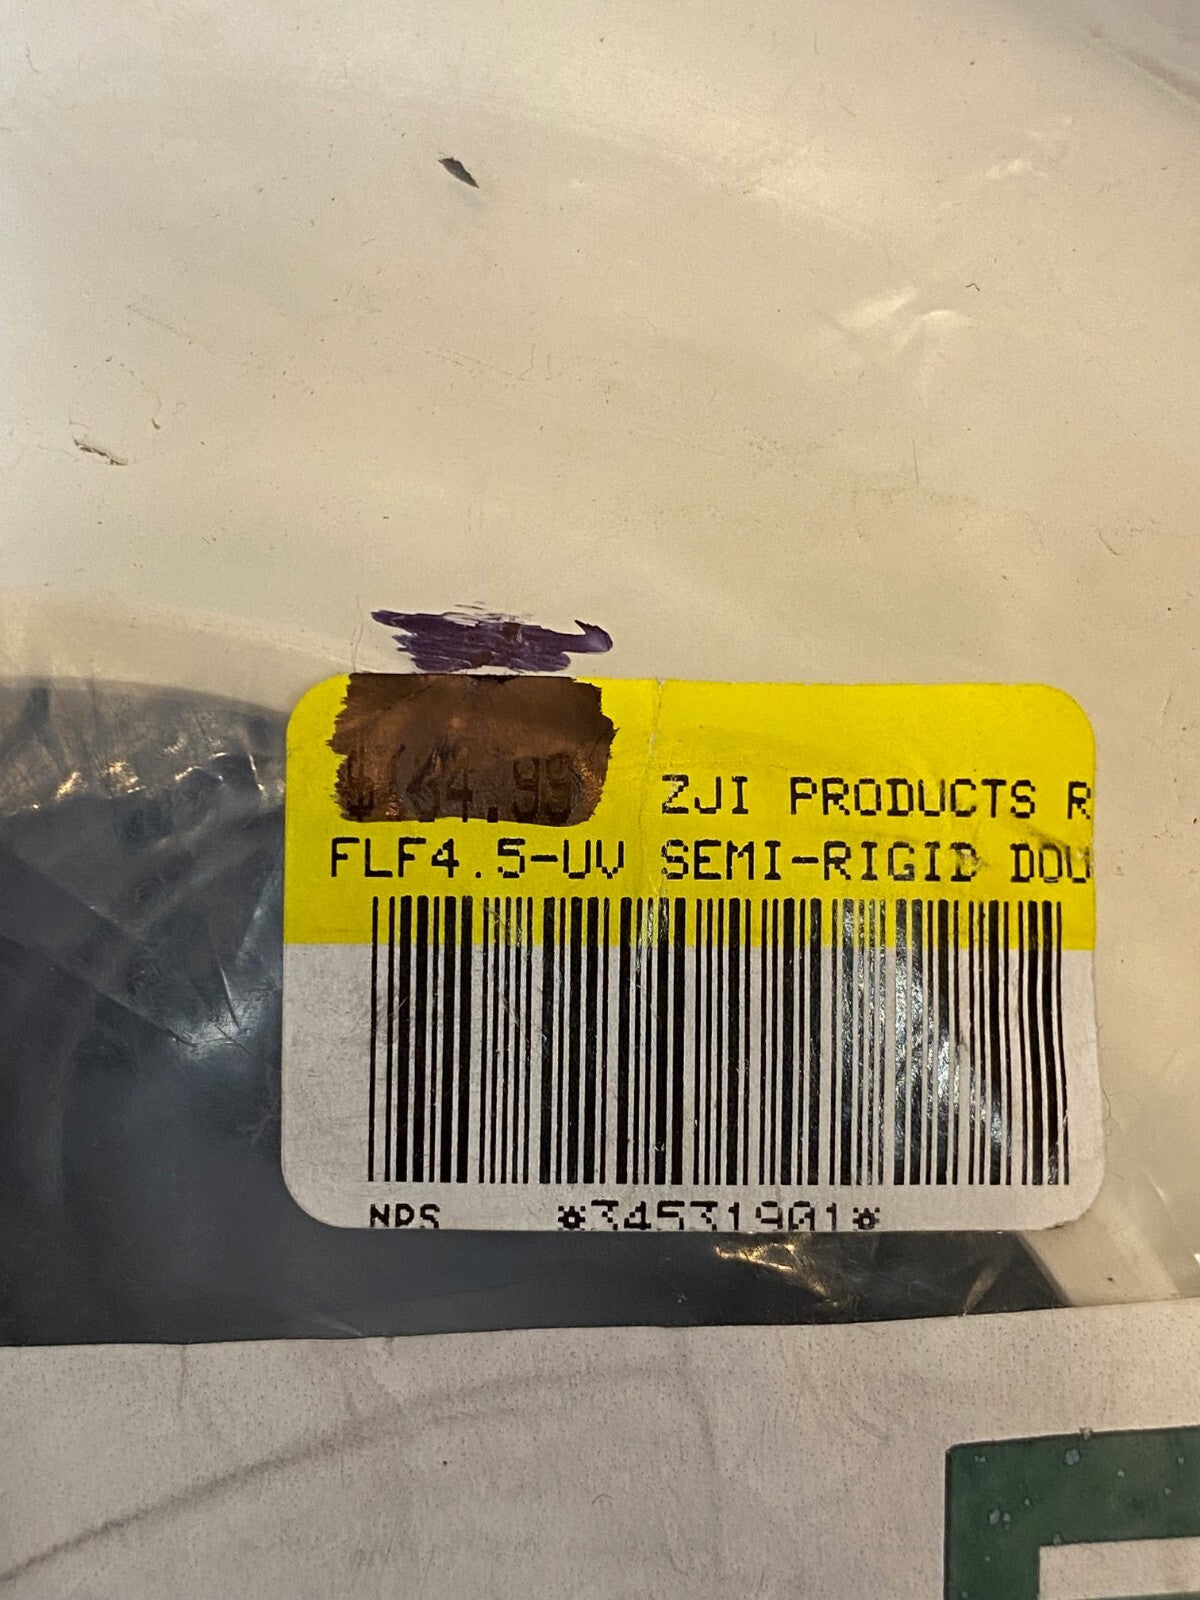 ZJI PRODUCTS R
FLF4.5-UV SEMI-RIGID DOU
NPS *34531901*